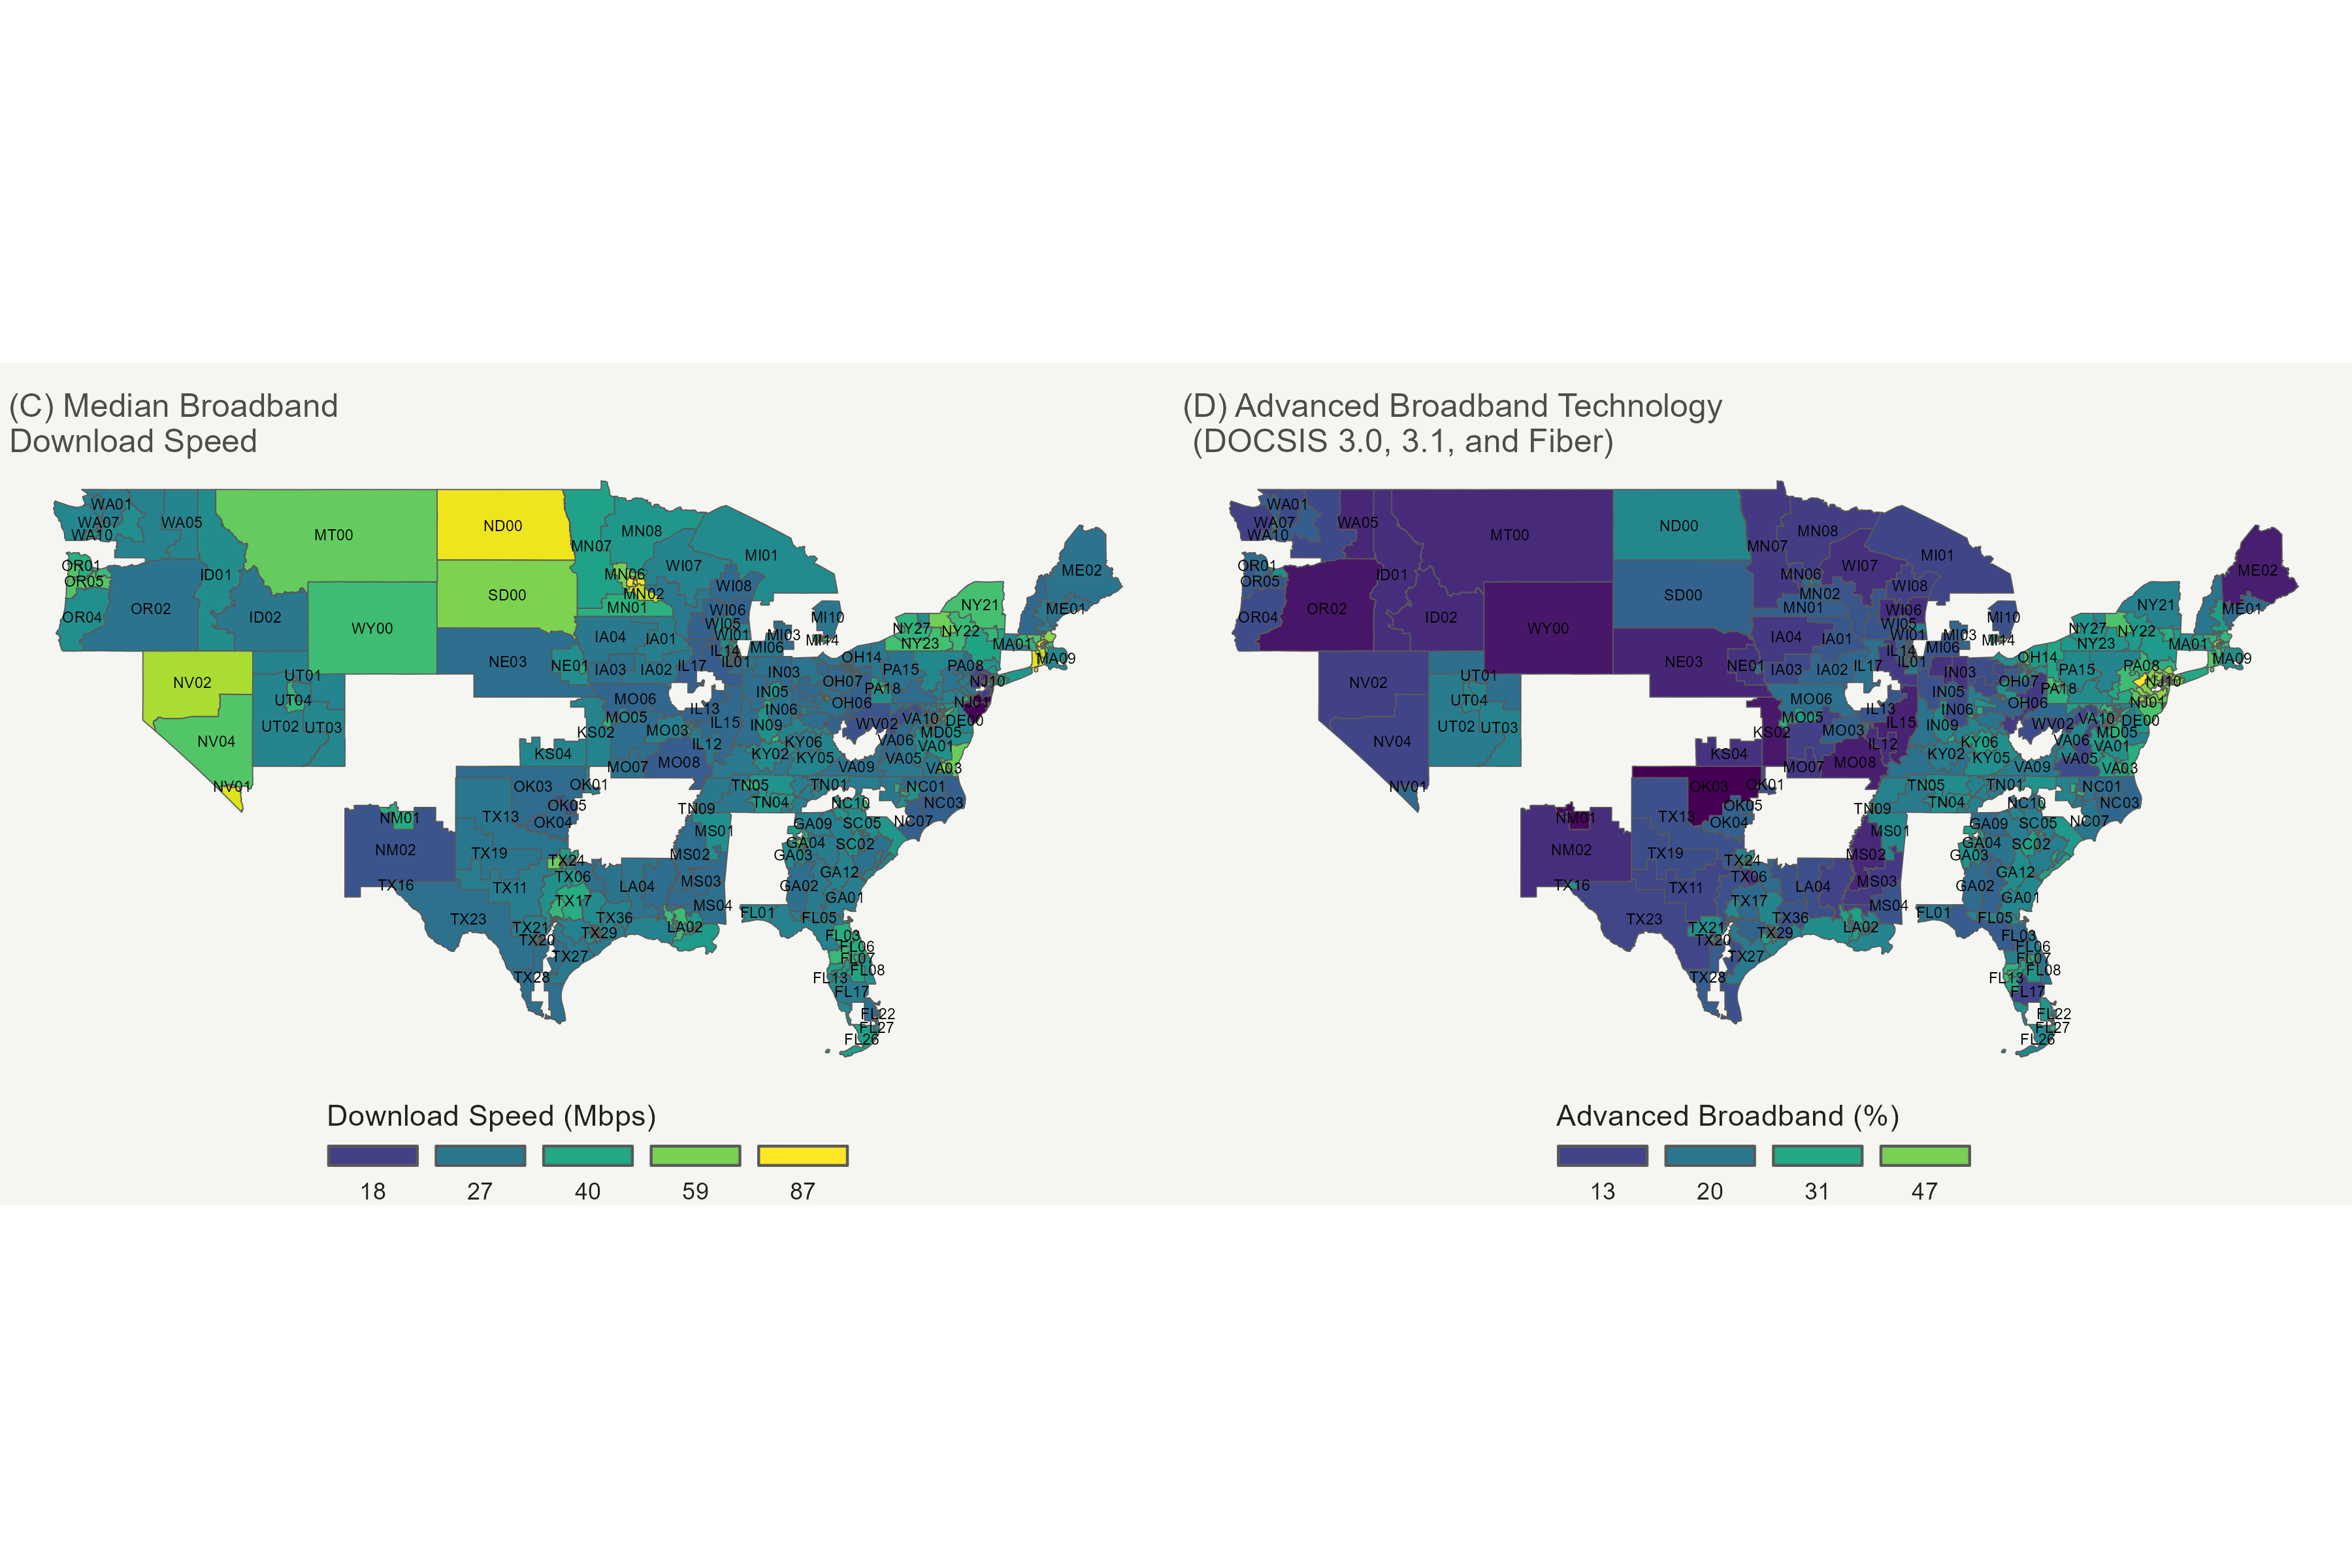 (C) Median Broadband
Download Speed
WA01
WA07
WA05
WA10
OR01
OR05
OR04
OR02
ID01
ID02
MT00
WY00
ND00
SD00
NE03
NE01
NV02
NV04
NV01
UT01
UT04
UT02
UT03
MN07
MN08
MN06
MN02
MN01
WI07
WI08
WI06
WI05
WI01
MI01
MI10
MI03
MI14
MI06
IA04
IA01
IA03
IA02
IL17
IL14
IL01
IL13
IL15
IL12
IN03
IN05
IN06
IN09
OH14
OH07
OH06
PA15
PA08
PA18
NY21
NY27
NY22
NY23
MA01
MA09
ME02
ME01
NJ10
NJ01
DE00
MD05
WV02
VA10
VA06
VA01
VA05
VA03
VA09
KY06
KY02
KY05
MO06
MO05
MO03
MO07
MO08
KS02
KS04
OK03
OK01
OK05
OK04
NM01
NM02
TX13
TX19
TX16
TX11
TX24
TX06
TX17
TX23
TX21
TX20
TX36
TX29
TX27
TX28
LA04
LA02
MS01
MS02
MS03
MS04
TN05
TN01
TN04
TN09
NC10
NC01
NC03
NC07
SC05
SC02
GA09
GA04
GA03
GA12
GA02
GA01
FL01
FL05
FL03
FL06
FL07
FL08
FL13
FL17
FL22
FL27
FL26
Download Speed (Mbps)
18 27 40 59 87
(D) Advanced Broadband Technology
(DOCSIS 3.0, 3.1, and Fiber)
WA01
WA07
WA05
WA10
OR01
OR05
OR04
OR02
ID01
ID02
MT00
WY00
ND00
SD00
NE03
NE01
NV02
NV04
NV01
UT01
UT04
UT02
UT03
MN07
MN08
MN06
MN02
MN01
WI07
WI08
WI06
WI05
WI01
MI01
MI10
MI03
MI14
MI06
IA04
IA01
IA03
IA02
IL17
IL14
IL01
IL13
IL15
IL12
IN03
IN05
IN06
IN09
OH14
OH07
OH06
PA15
PA08
PA18
NY21
NY27
NY22
NY23
MA01
MA09
ME02
ME01
NJ10
NJ01
DE00
MD05
WV02
VA10
VA06
VA01
VA05
VA03
VA09
KY06
KY02
KY05
MO06
MO05
MO03
MO07
MO08
KS02
KS04
OK03
OK01
OK05
OK04
NM01
NM02
TX13
TX19
TX16
TX11
TX24
TX06
TX17
TX23
TX21
TX20
TX36
TX29
TX27
TX28
LA04
LA02
MS01
MS02
MS03
MS04
TN05
TN01
TN04
TN09
NC10
NC01
NC03
NC07
SC05
SC02
GA09
GA04
GA03
GA12
GA02
GA01
FL01
FL05
FL03
FL06
FL07
FL08
FL13
FL17
FL22
FL27
FL26
Advanced Broadband (%)
13 20 31 47